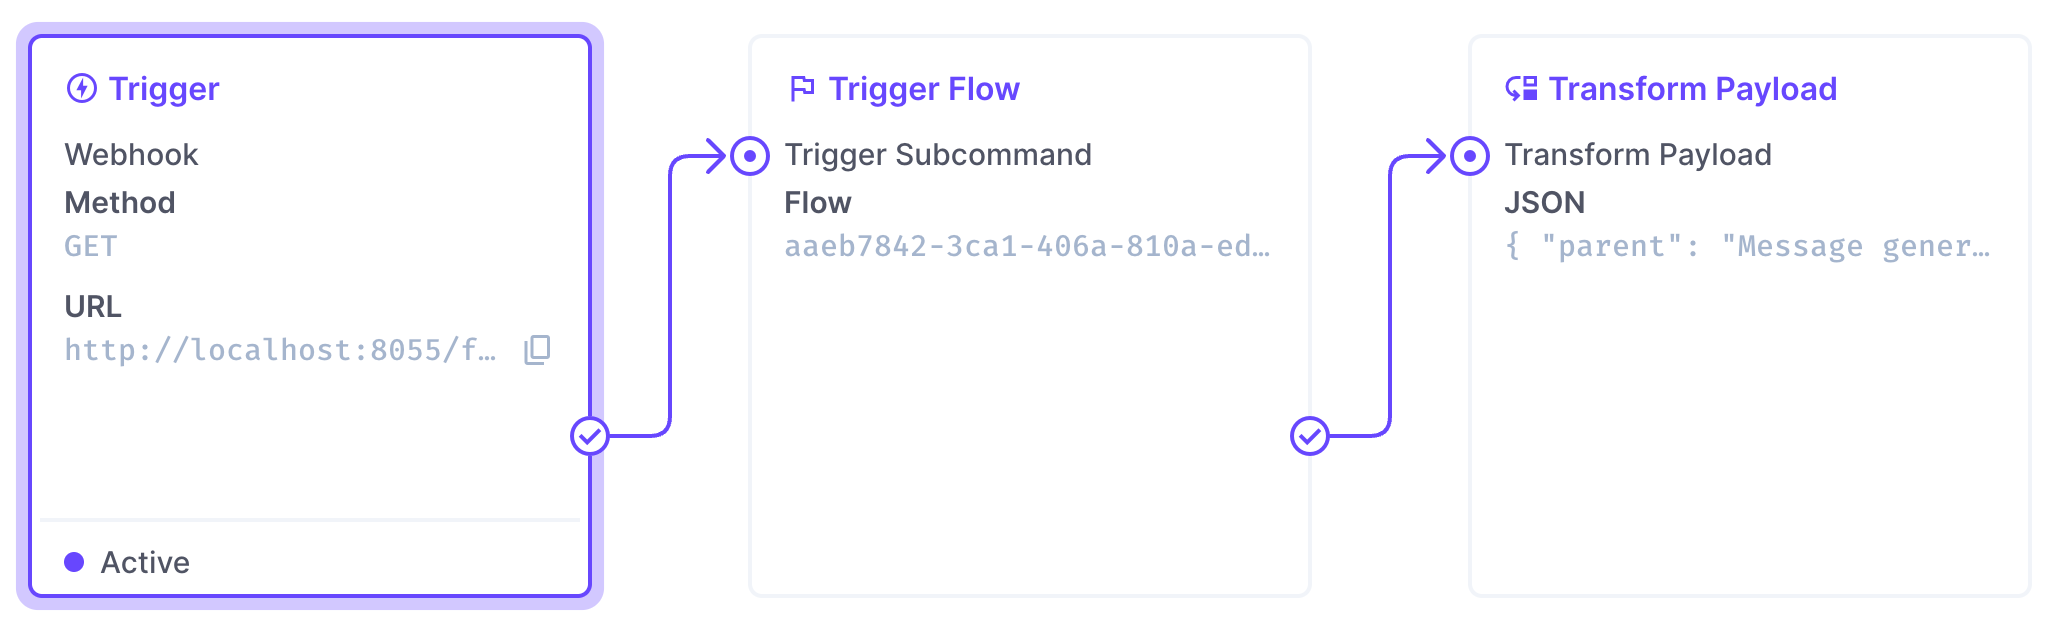 Trigger
Webhook
Method
GET
URL
http://localhost:8055/f…
Active
Trigger Flow
Trigger Subcommand
Flow
aaeb7842-3ca1-406a-810a-ed…
Transform Payload
Transform Payload
JSON
{ "parent": "Message gener…